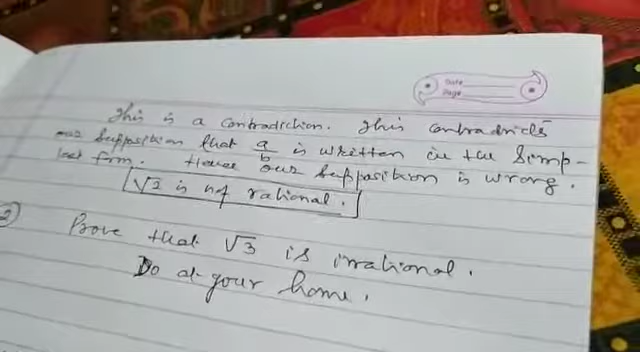 Date
Page
This is a contradiction. This contradricts
our Supposition that a/b is written in the Simp-
lest form. Hence our Supposition is wrong.
√2 is not rational.
2) Prove that √3 is irrational.
Do at your home.